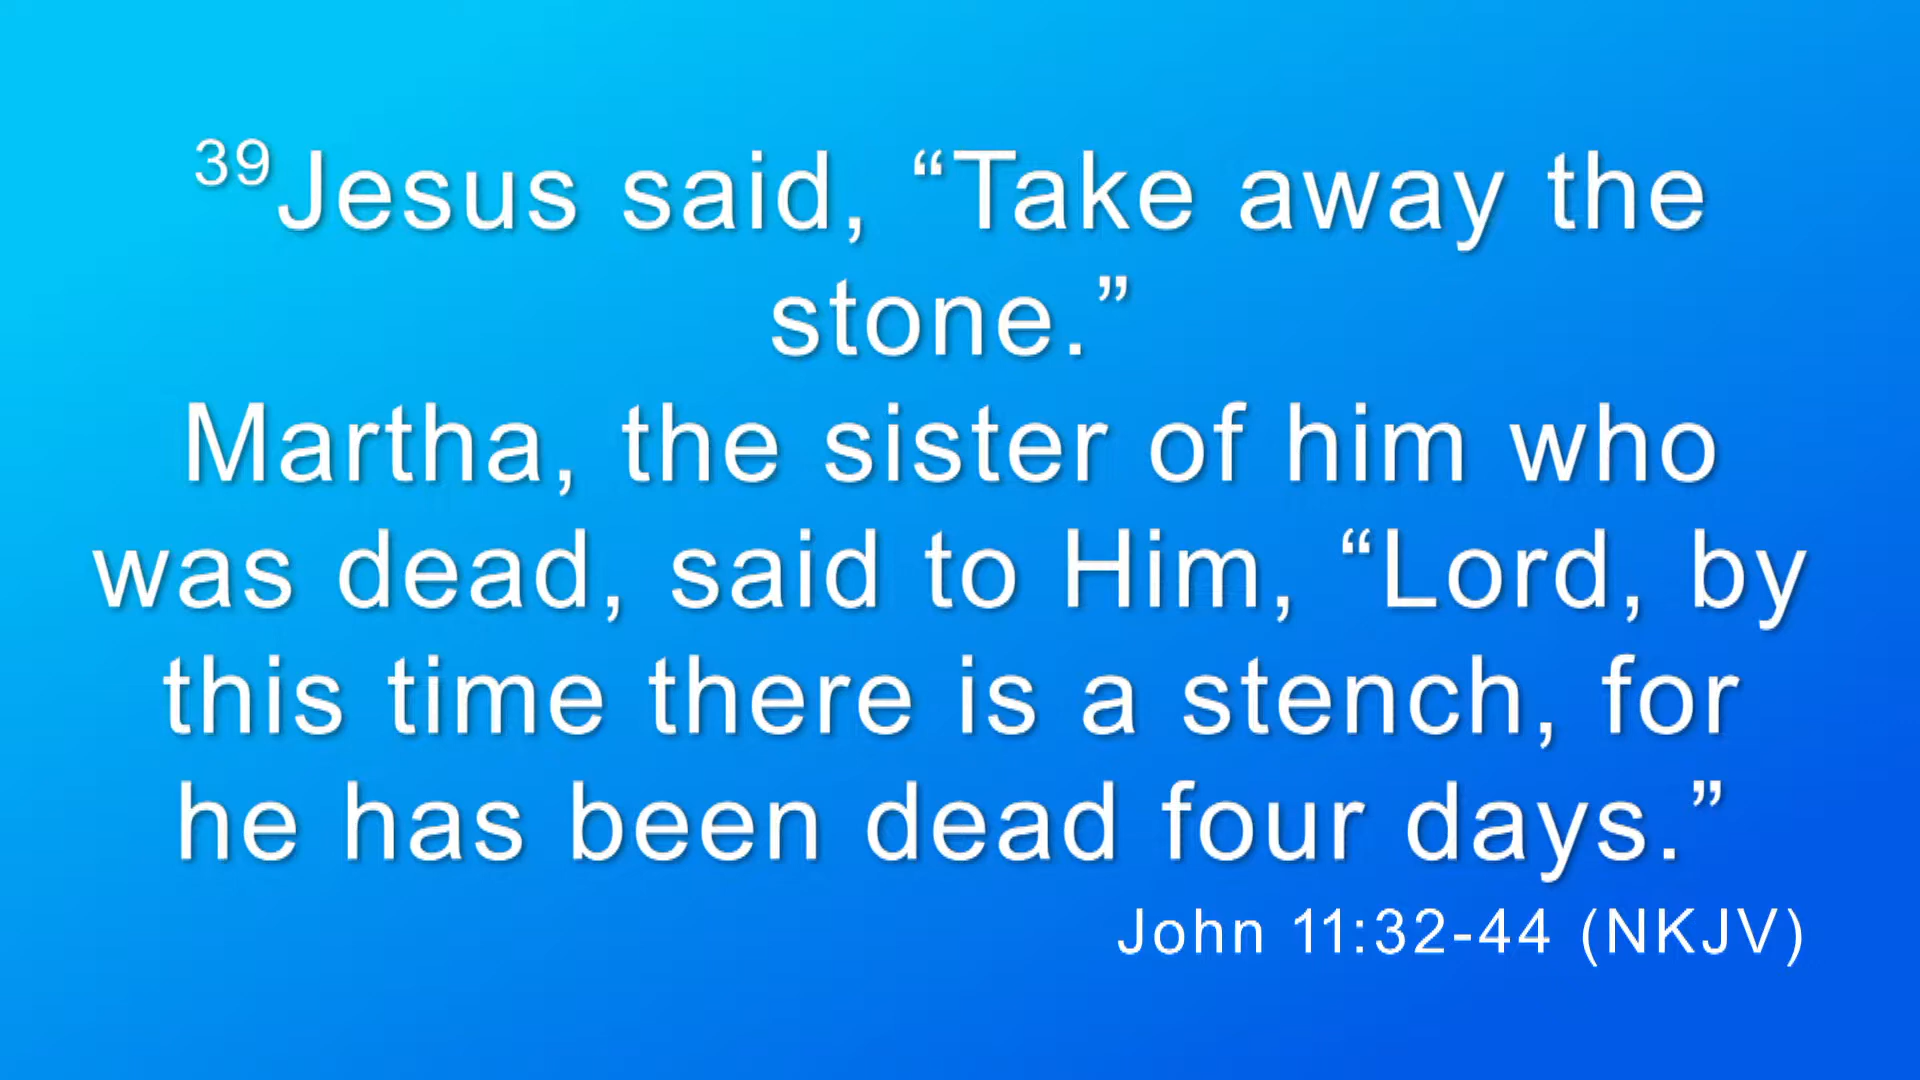 39Jesus said, “Take away the
stone.”
Martha, the sister of him who
was dead, said to Him, “Lord, by
this time there is a stench, for
he has been dead four days.”
John 11:32-44 (NKJV)